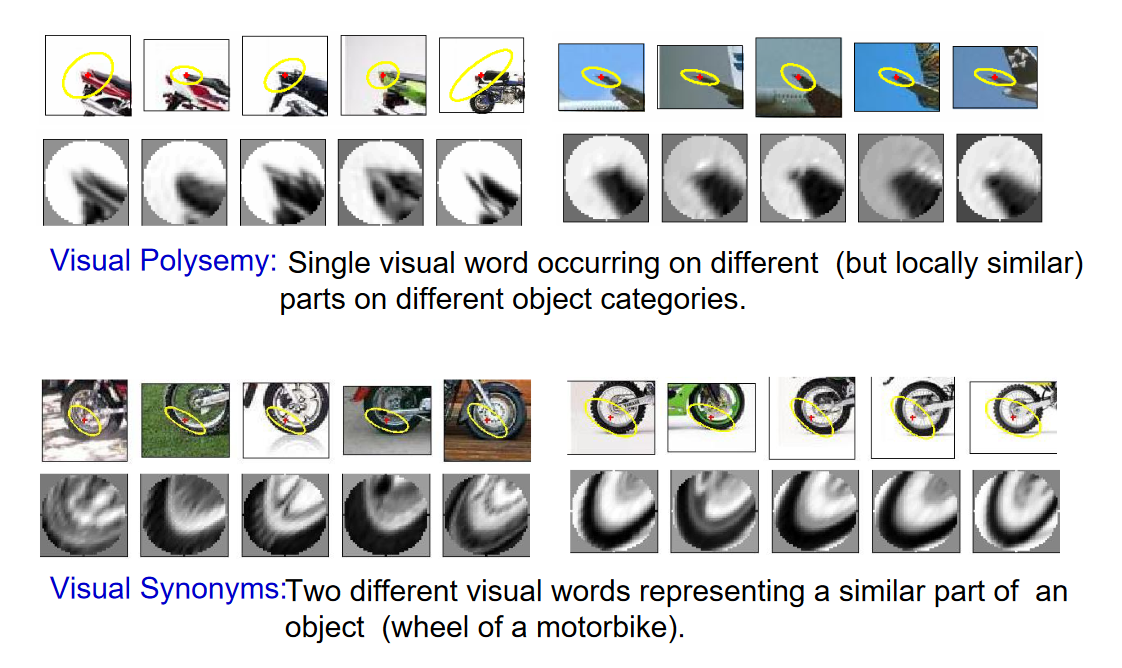 Visual Polysemy: Single visual word occurring on different (but locally similar)
parts on different object categories.
Visual Synonyms:Two different visual words representing a similar part of an
object (wheel of a motorbike).